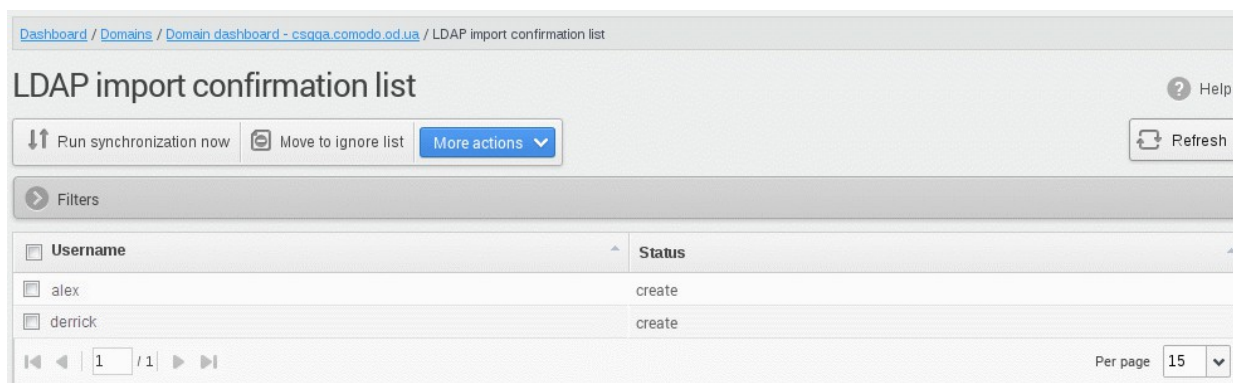 Dashboard / Domains / Domain dashboard - csgqa.comodo.od.ua / LDAP import confirmation list
LDAP import confirmation list
Help
Run synchronization now Move to ignore list More actions
Refresh
Filters
Username Status
alex create
derrick create
1 / 1 Per page 15